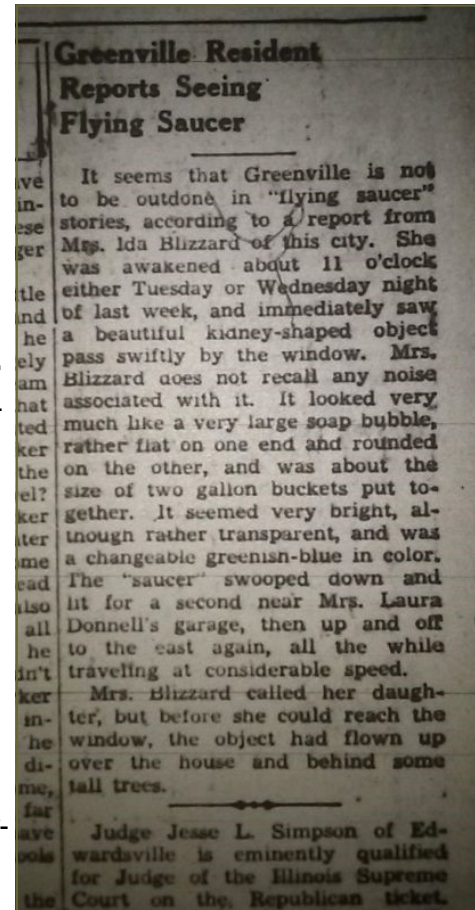 Greenville Resident
Reports Seeing
Flying Saucer
It seems that Greenville is not
to be outdone in "flying saucer"
stories, according to a report from
Mrs. Ida Blizzard of this city. She
was awakened about 11 o'clock
either Tuesday or Wednesday night
of last week, and immediately saw
a beautiful kidney-shaped object
pass swiftly by the window. Mrs.
Blizzard does not recall any noise
associated with it. It looked very
much like a very large soap bubble,
rather flat on one end and rounded
on the other, and was about the
size of two gallon buckets put to-
gether. It seemed very bright, al-
though rather transparent, and was
a changeable greenish-blue in color.
The "saucer" swooped down and
lit for a second near Mrs. Laura
Donnell's garage, then up and off
to the east again, all the while
traveling at considerable speed.
Mrs. Blizzard called her daugh-
ter, but before she could reach the
window, the object had flown up
over the house and behind some
tall trees.
Judge Jesse L. Simpson of Ed-
wardsville is eminently qualified
for Judge of the Illinois Supreme
Court on the Republican ticket.